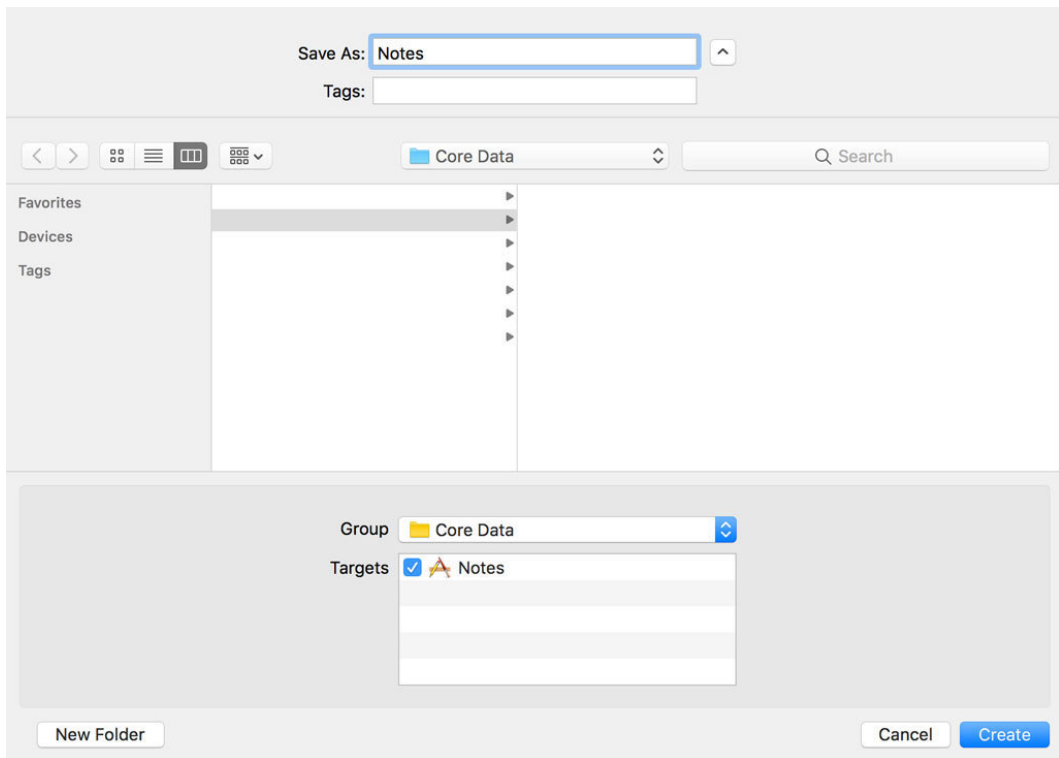 Save As: Notes
Tags:
Core Data
Search
Favorites
Devices
Tags
Group Core Data
Targets Notes
New Folder Cancel Create